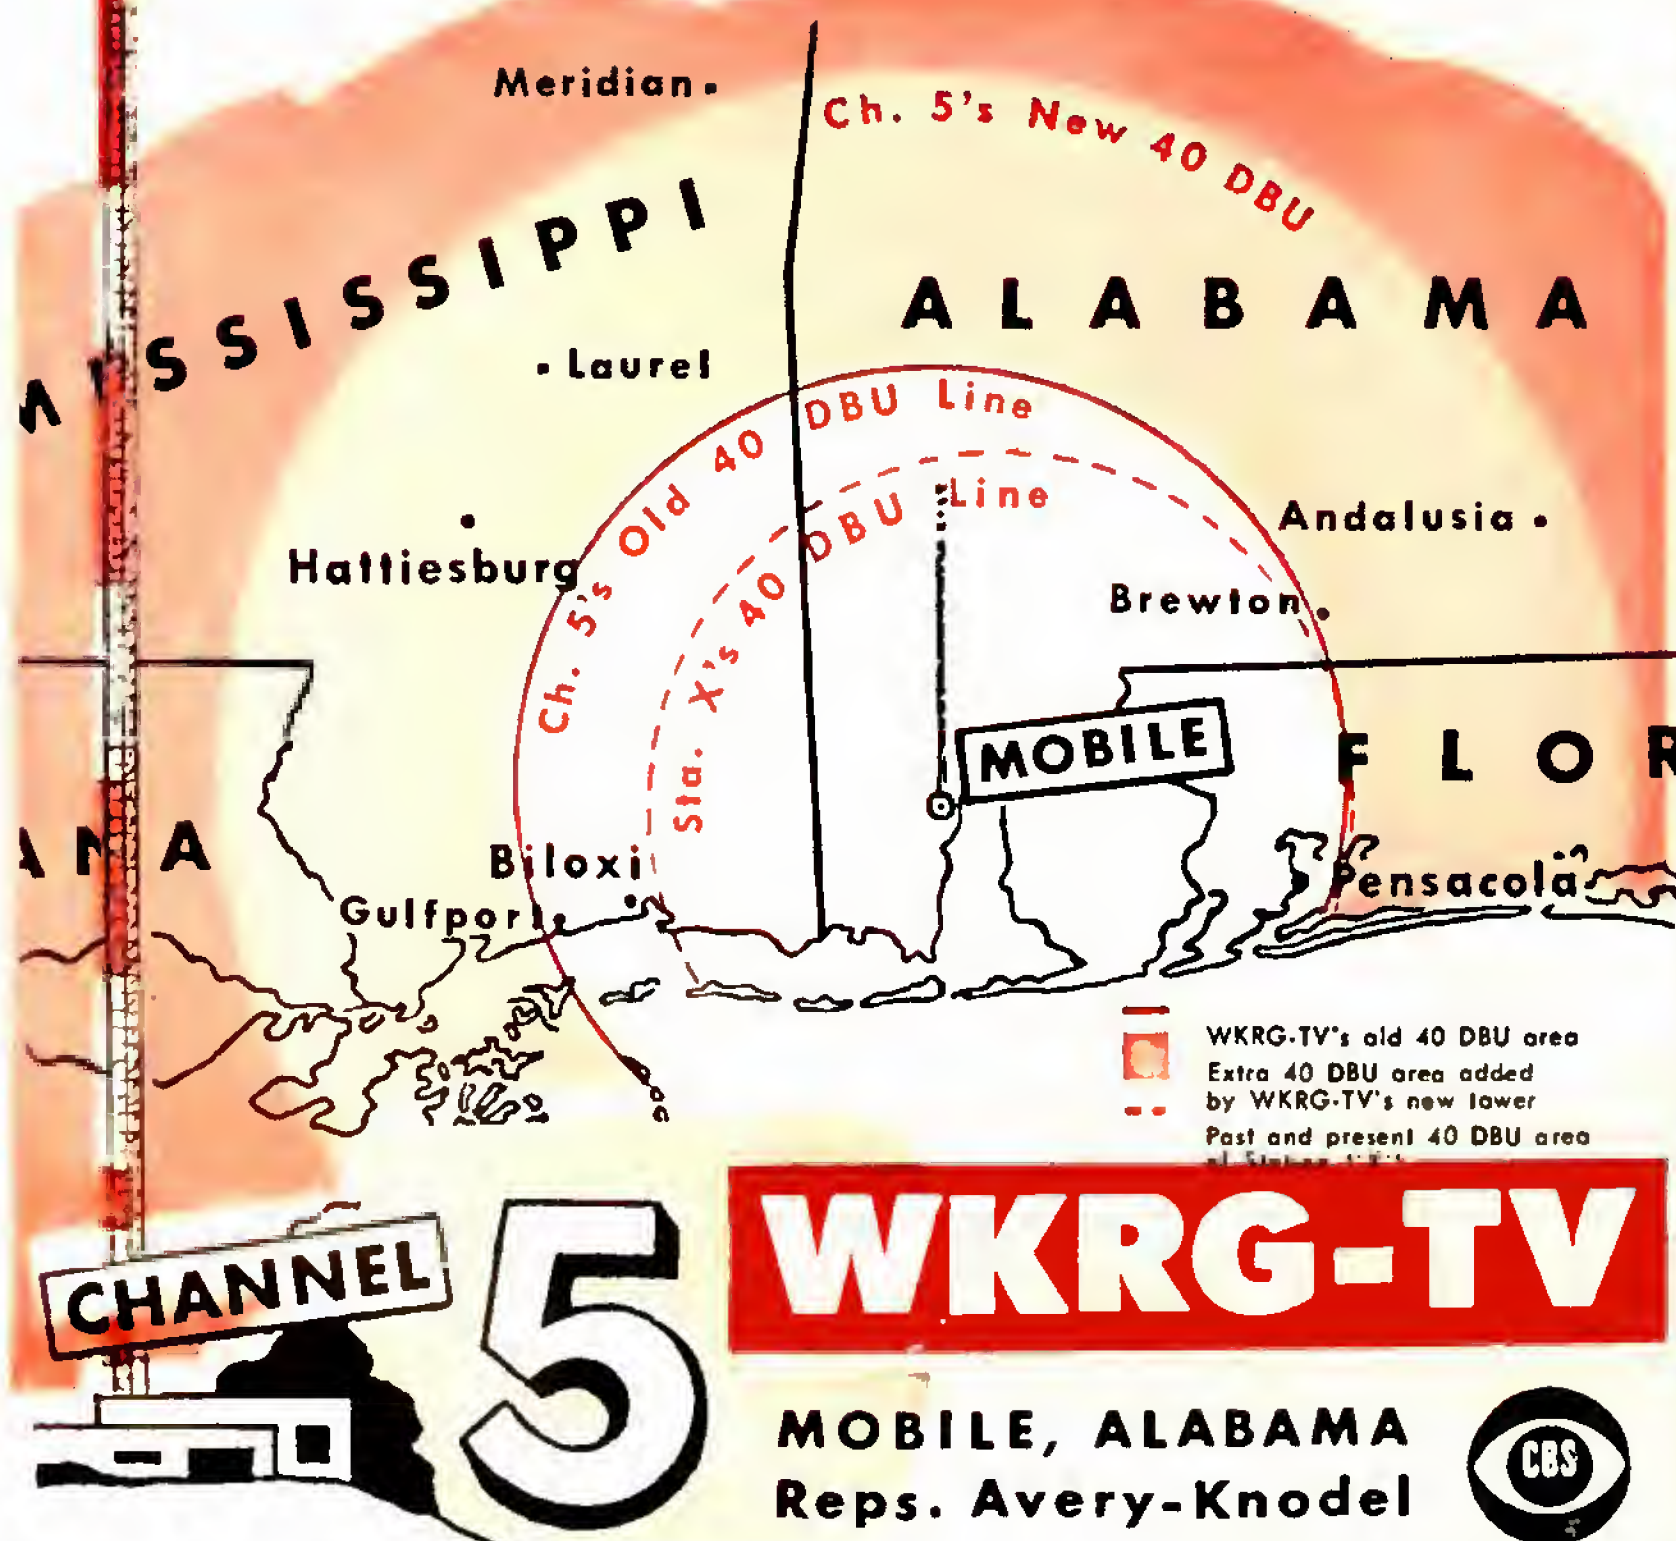 Meridian
Ch. 5's New 40 DBU
MISSISSIPPI
ALABAMA
Laurel
Ch. 5's Old 40 DBU Line
Sta. X's 40 DBU Line
Hattiesburg
Andalusia
Brewton
MOBILE
FLOR
ANA
Biloxi
Gulfport
Pensacola
WKRG-TV's old 40 DBU area
Extra 40 DBU area added
by WKRG-TV's new tower
Past and present 40 DBU area
of Station "X"
CHANNEL 5
WKRG-TV
MOBILE, ALABAMA
Reps. Avery-Knodel
CBS